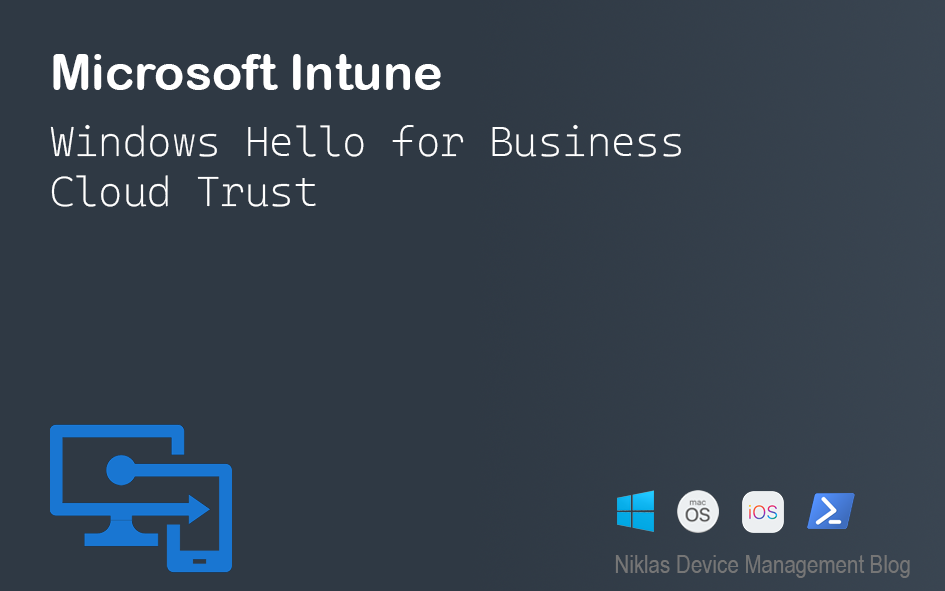 Microsoft Intune
Windows Hello for Business
Cloud Trust
mac
OS
iOS
Niklas Device Management Blog